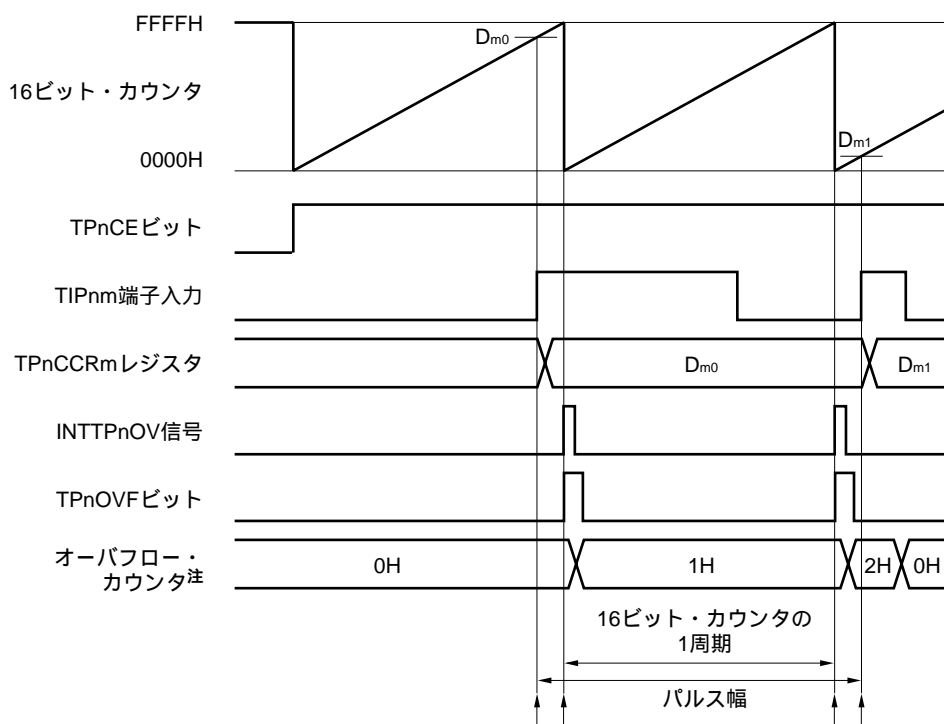 FFFFH
Dm0
16ビット・カウンタ
Dm1
0000H
TPnCEビット
TIPnm端子入力
TPnCCRmレジスタ
Dm0
Dm1
INTTPnOV信号
TPnOVFビット
オーバフロー・
カウンタ注
0H
1H
2H
0H
16ビット・カウンタの
1周期
パルス幅